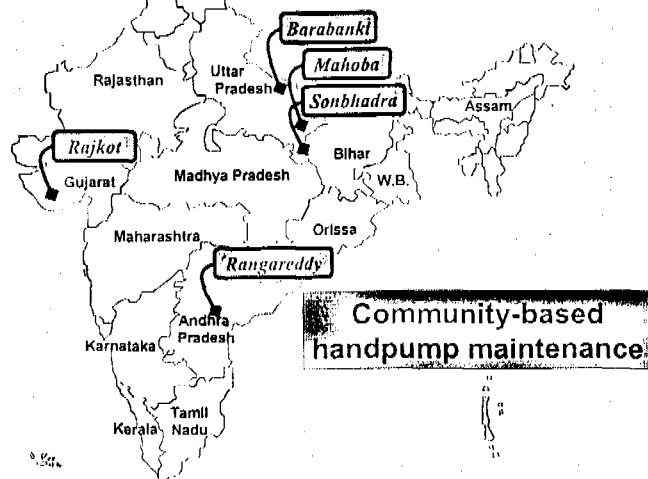 Barabanki
Mahoba
Sonbhadra
Rajasthan
Uttar
Pradesh
Assam
Rajkot
Gujarat
Madhya Pradesh
Bihar
W.B.
Orissa
Maharashtra
Rangareddy
Community-based
handpump maintenance
Andhra
Pradesh
Karnataka
Kerala
Tamil
Nadu